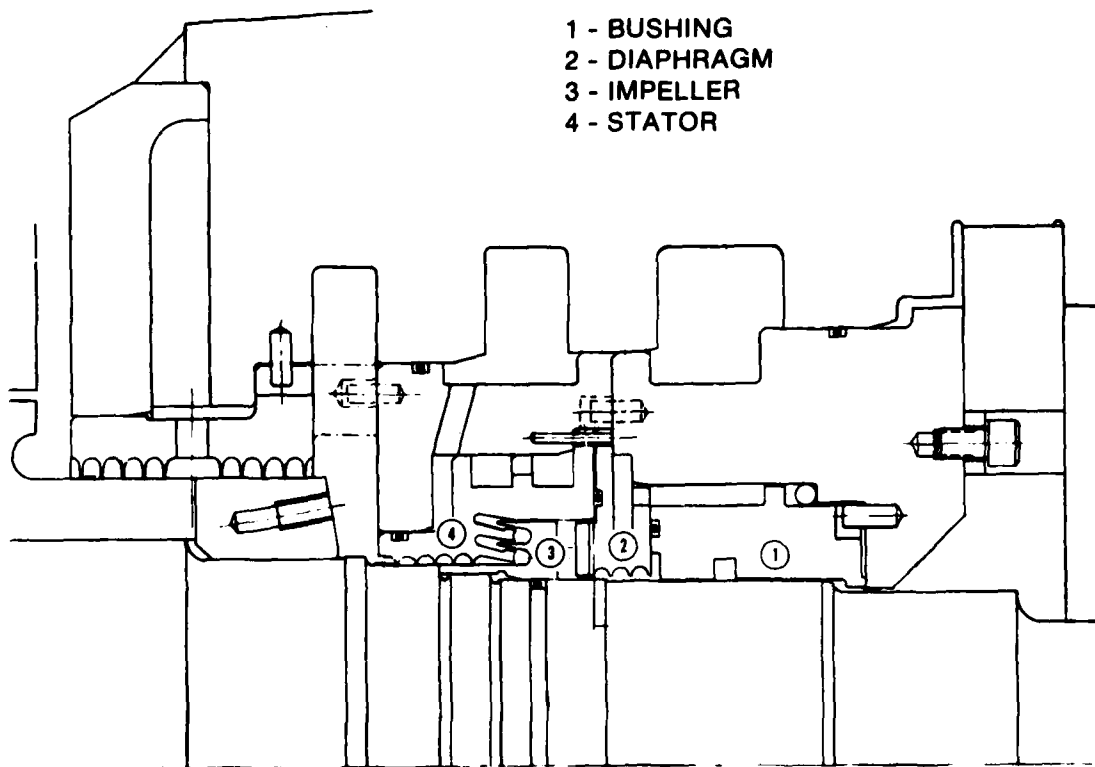 1 - BUSHING
2 - DIAPHRAGM
3 - IMPELLER
4 - STATOR
4
3
2
1